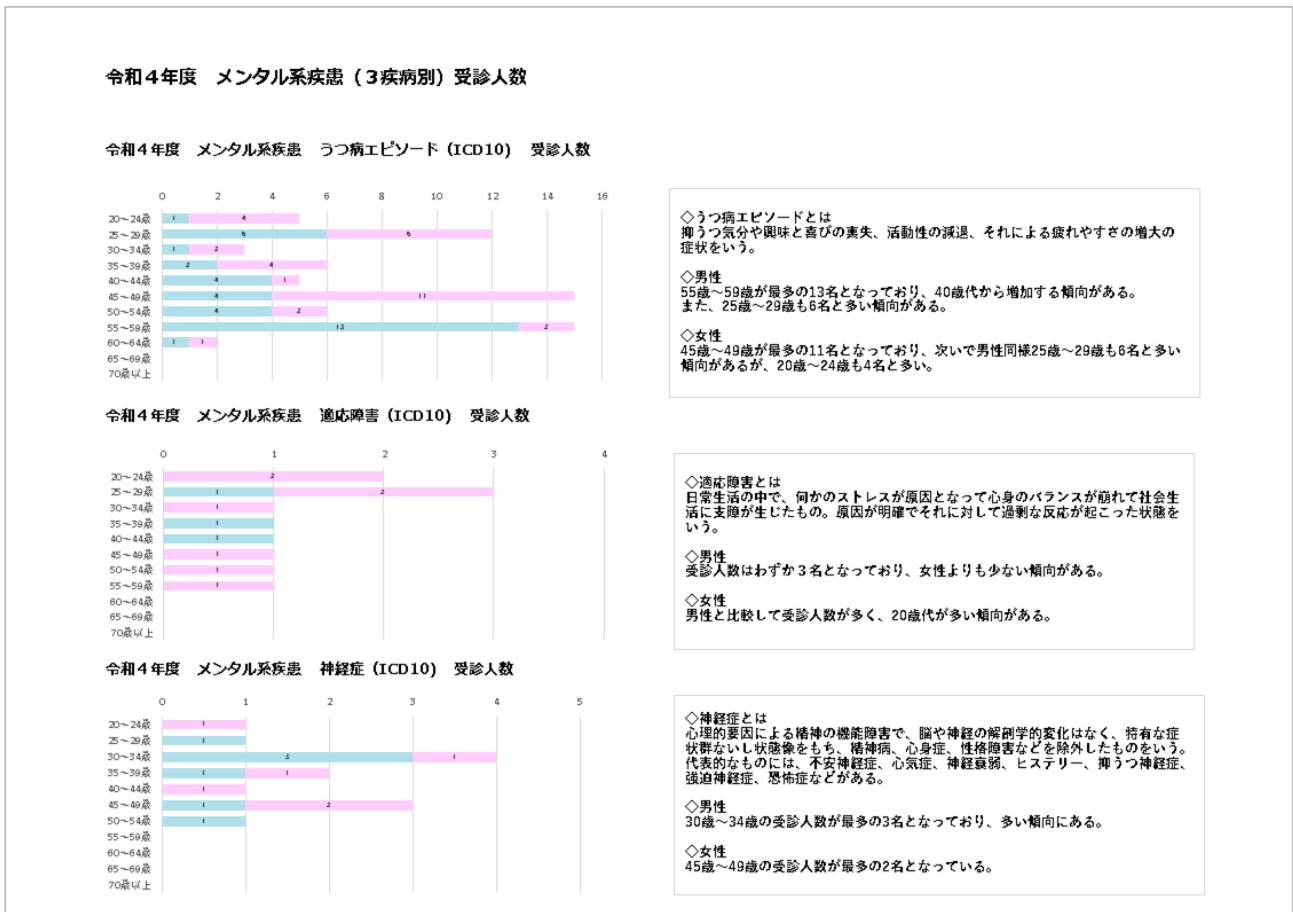 令和４年度　メンタル系疾患（３疾病別）受診人数
令和４年度　メンタル系疾患　うつ病エピソード（ICD10）　受診人数
0 2 4 6 8 10 12 14 16
20～24歳 1 4
25～29歳 6 6
30～34歳 1 2
35～39歳 2 4
40～44歳 4 1
45～49歳 4 11
50～54歳 4 2
55～59歳 13 2
60～64歳 1 1
65～69歳
70歳以上
◇うつ病エピソードとは
抑うつ気分や興味と喜びの喪失、活動性の減退、それによる疲れやすさの増大の
症状をいう。
◇男性
55歳～59歳が最多の13名となっており、40歳代から増加する傾向がある。
また、25歳～29歳も6名と多い傾向がある。
◇女性
45歳～49歳が最多の11名となっており、次いで男性同様25歳～29歳も6名と多い
傾向があるが、20歳～24歳も4名と多い。
令和４年度　メンタル系疾患　適応障害（ICD10）　受診人数
0 1 2 3 4
20～24歳 2
25～29歳 1 2
30～34歳 1
35～39歳 1
40～44歳 1
45～49歳 1
50～54歳 1
55～59歳 1
60～64歳
65～69歳
70歳以上
◇適応障害とは
日常生活の中で、何かのストレスが原因となって心身のバランスが崩れて社会生
活に支障が生じたもの。原因が明確でそれに対して過剰な反応が起こった状態を
いう。
◇男性
受診人数はわずか３名となっており、女性よりも少ない傾向がある。
◇女性
男性と比較して受診人数が多く、20歳代が多い傾向がある。
令和４年度　メンタル系疾患　神経症（ICD10）　受診人数
0 1 2 3 4 5
20～24歳 1
25～29歳 1
30～34歳 3 1
35～39歳 1 1
40～44歳 1
45～49歳 1 2
50～54歳 1
55～59歳
60～64歳
65～69歳
70歳以上
◇神経症とは
心理的要因による精神の機能障害で、脳や神経の解剖学的変化はなく、特有な症
状群ないし状態像をもち、精神病、心身症、性格障害などを除外したものをいう。
代表的なものには、不安神経症、心気症、神経衰弱、ヒステリー、抑うつ神経症、
強迫神経症、恐怖症などがある。
◇男性
30歳～34歳の受診人数が最多の3名となっており、多い傾向にある。
◇女性
45歳～49歳の受診人数が最多の2名となっている。